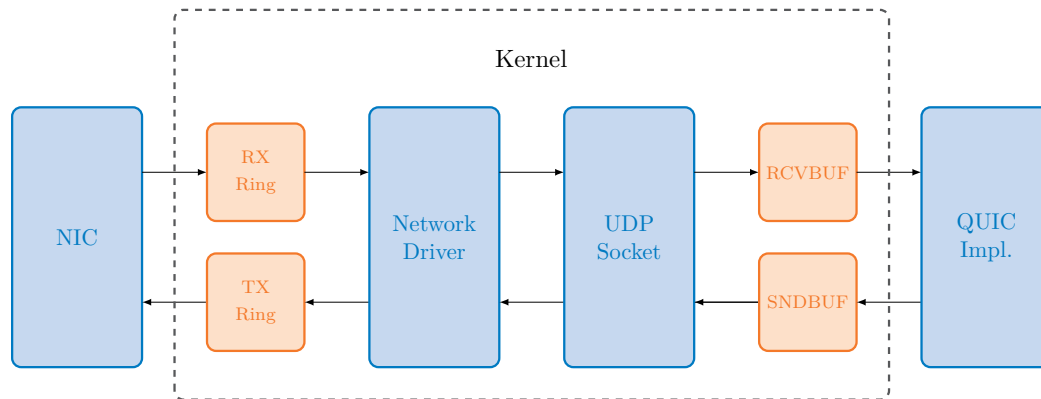 Kernel
NIC
RX
Ring
TX
Ring
Network
Driver
UDP
Socket
RCVBUF
SNDBUF
QUIC
Impl.